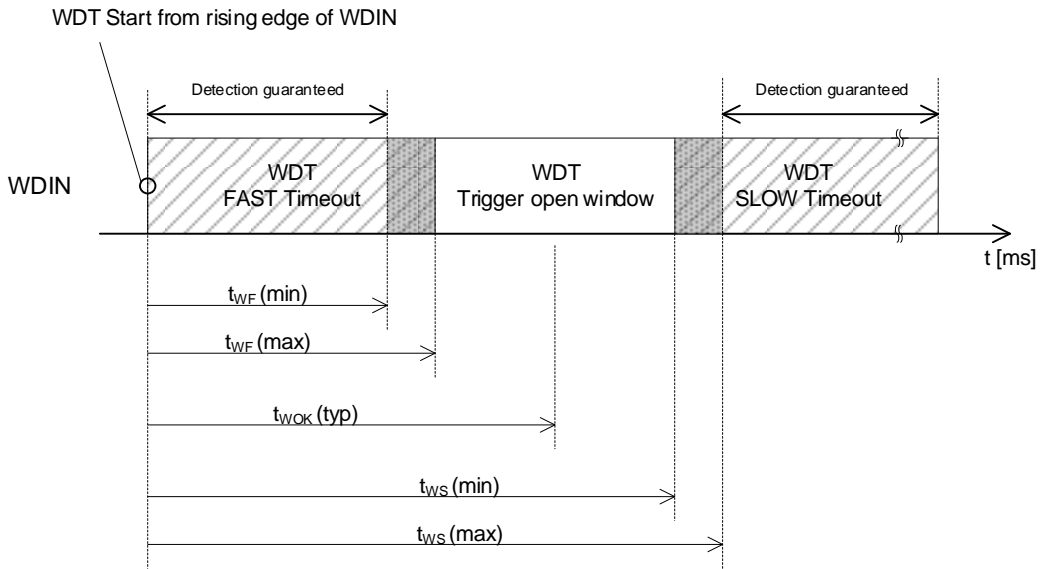 WDT Start from rising edge of WDIN
Detection guaranteed
Detection guaranteed
WDIN
WDT
FAST Timeout
WDT
Trigger open window
WDT
SLOW Timeout
t [ms]
tWF (min)
tWF (max)
tWOK (typ)
tWS (min)
tWS (max)